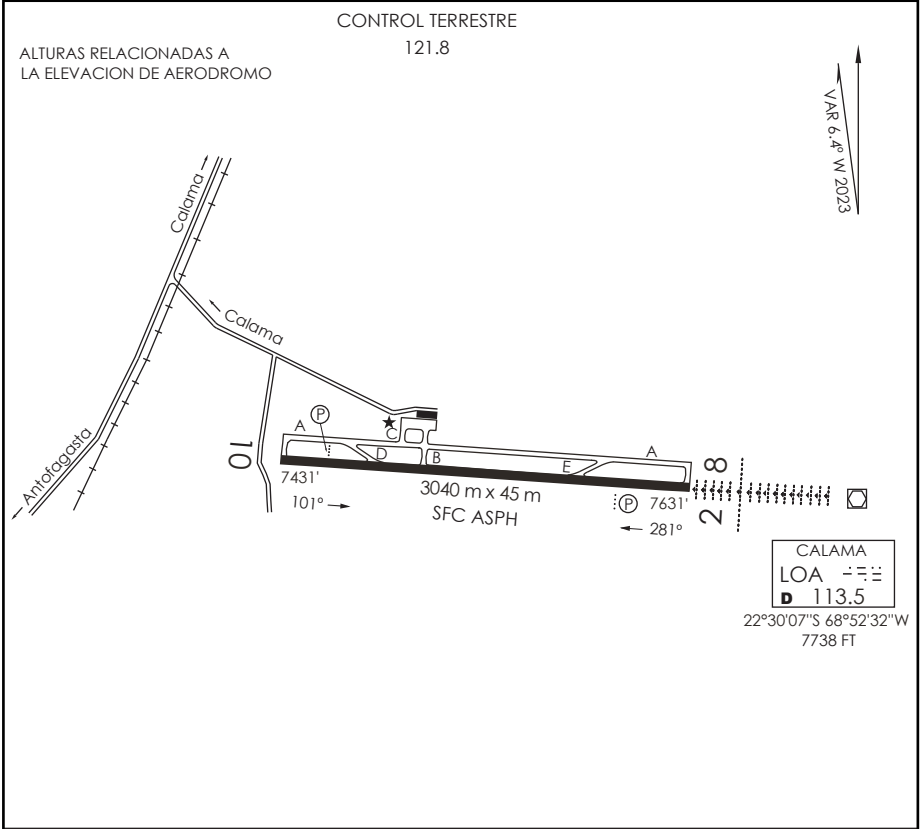 CONTROL TERRESTRE
121.8
ALTURAS RELACIONADAS A
LA ELEVACION DE AERODROMO
VAR 6.4° W 2023
Calama
Calama
Antofagasta
P
A
C
A
10
D
B
E
28
7431'
3040 m x 45 m
P
7631'
101°
SFC ASPH
281°
CALAMA
LOA
D 113.5
22°30'07"S 68°52'32"W
7738 FT